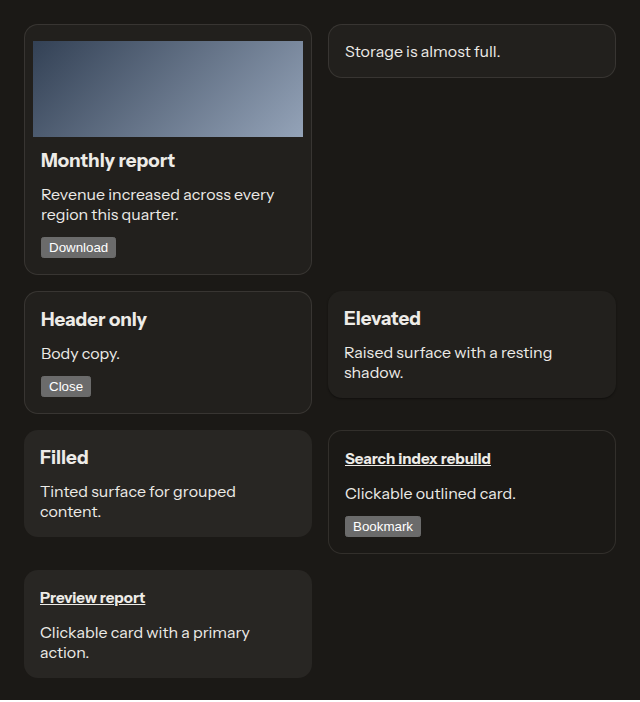 Monthly report
Revenue increased across every
region this quarter.
Download
Storage is almost full.
Header only
Body copy.
Close
Elevated
Raised surface with a resting
shadow.
Filled
Tinted surface for grouped
content.
Search index rebuild
Clickable outlined card.
Bookmark
Preview report
Clickable card with a primary
action.